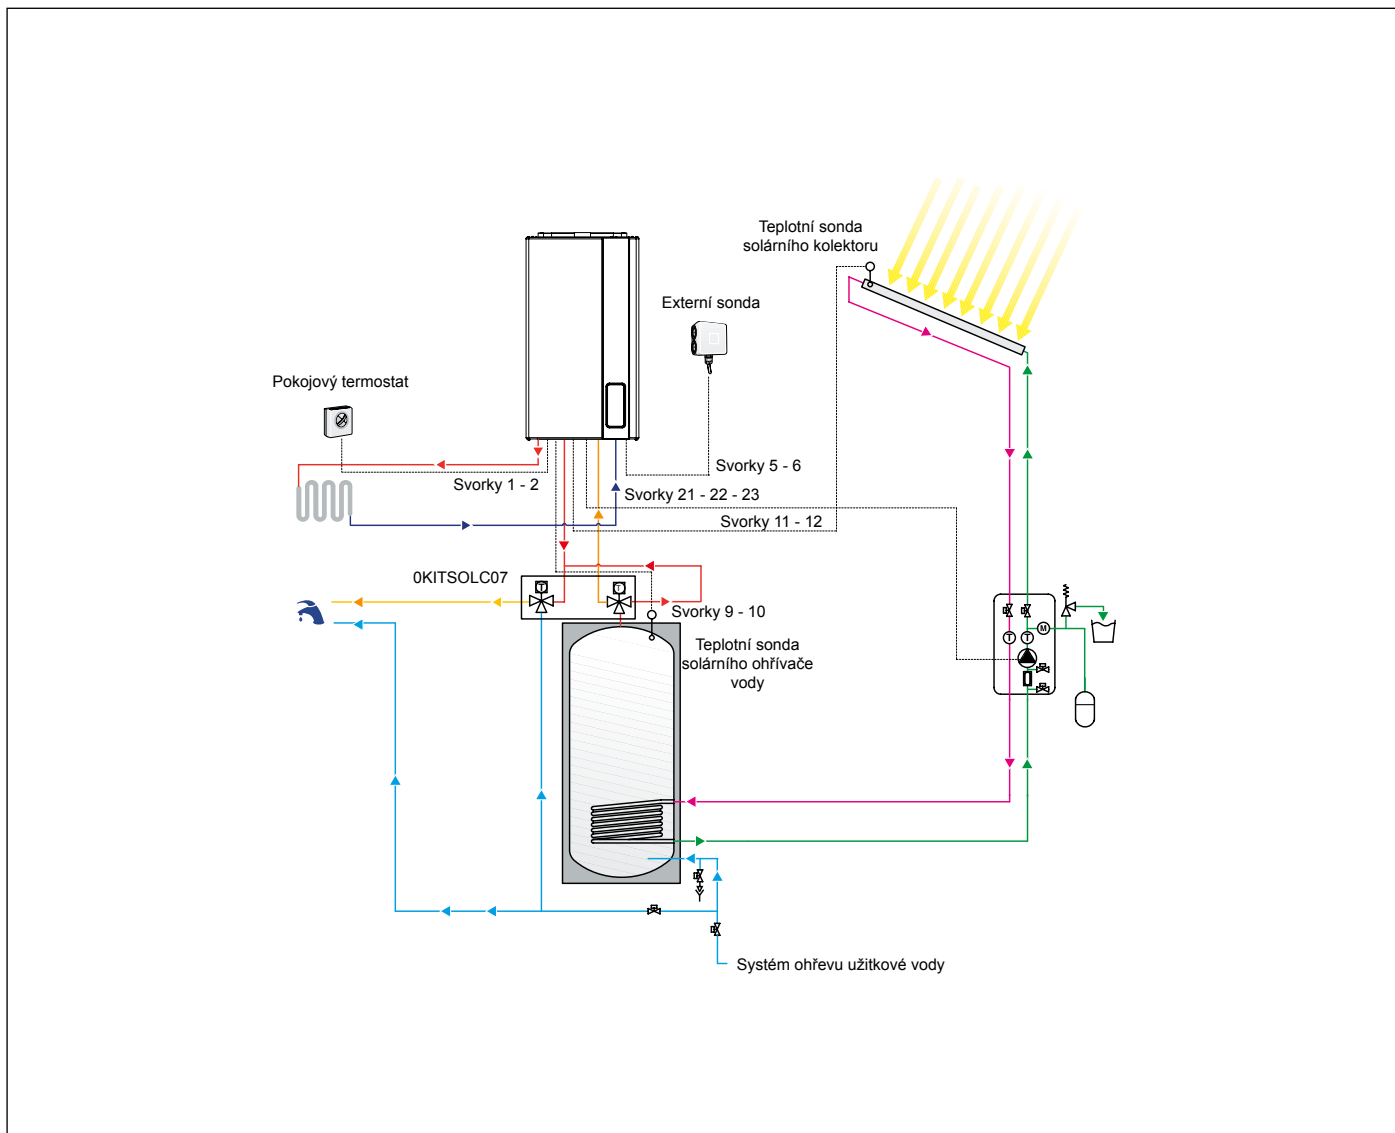 Teplotní sonda
solárního kolektoru
Externí sonda
Pokojový termostat
Svorky 5 - 6
Svorky 1 - 2
Svorky 21 - 22 - 23
Svorky 11 - 12
0KITSOLC07
T
T
Svorky 9 - 10
Teplotní sonda
solárního ohřívače
vody
M
T
T
Systém ohřevu užitkové vody